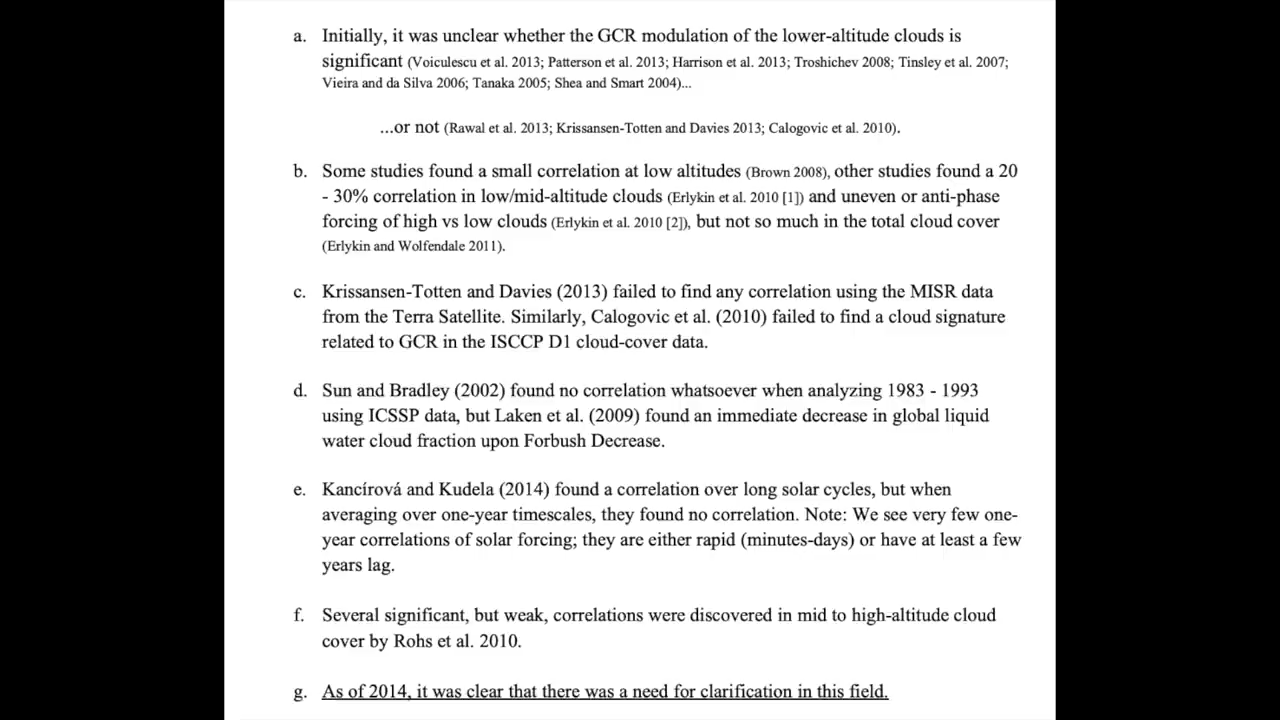 a. Initially, it was unclear whether the GCR modulation of the lower-altitude clouds is
significant (Voiculescu et al. 2013; Patterson et al. 2013; Harrison et al. 2013; Troshichev 2008; Tinsley et al. 2007;
Vieira and da Silva 2006; Tanaka 2005; Shea and Smart 2004)...
...or not (Rawal et al. 2013; Krissansen-Totten and Davies 2013; Calogovic et al. 2010).
b. Some studies found a small correlation at low altitudes (Brown 2008), other studies found a 20
- 30% correlation in low/mid-altitude clouds (Erlykin et al. 2010 [1]) and uneven or anti-phase
forcing of high vs low clouds (Erlykin et al. 2010 [2]), but not so much in the total cloud cover
(Erlykin and Wolfendale 2011).
c. Krissansen-Totten and Davies (2013) failed to find any correlation using the MISR data
from the Terra Satellite. Similarly, Calogovic et al. (2010) failed to find a cloud signature
related to GCR in the ISCCP D1 cloud-cover data.
d. Sun and Bradley (2002) found no correlation whatsoever when analyzing 1983 - 1993
using ICSSP data, but Laken et al. (2009) found an immediate decrease in global liquid
water cloud fraction upon Forbush Decrease.
e. Kancírová and Kudela (2014) found a correlation over long solar cycles, but when
averaging over one-year timescales, they found no correlation. Note: We see very few one-
year correlations of solar forcing; they are either rapid (minutes-days) or have at least a few
years lag.
f. Several significant, but weak, correlations were discovered in mid to high-altitude cloud
cover by Rohs et al. 2010.
g. As of 2014, it was clear that there was a need for clarification in this field.